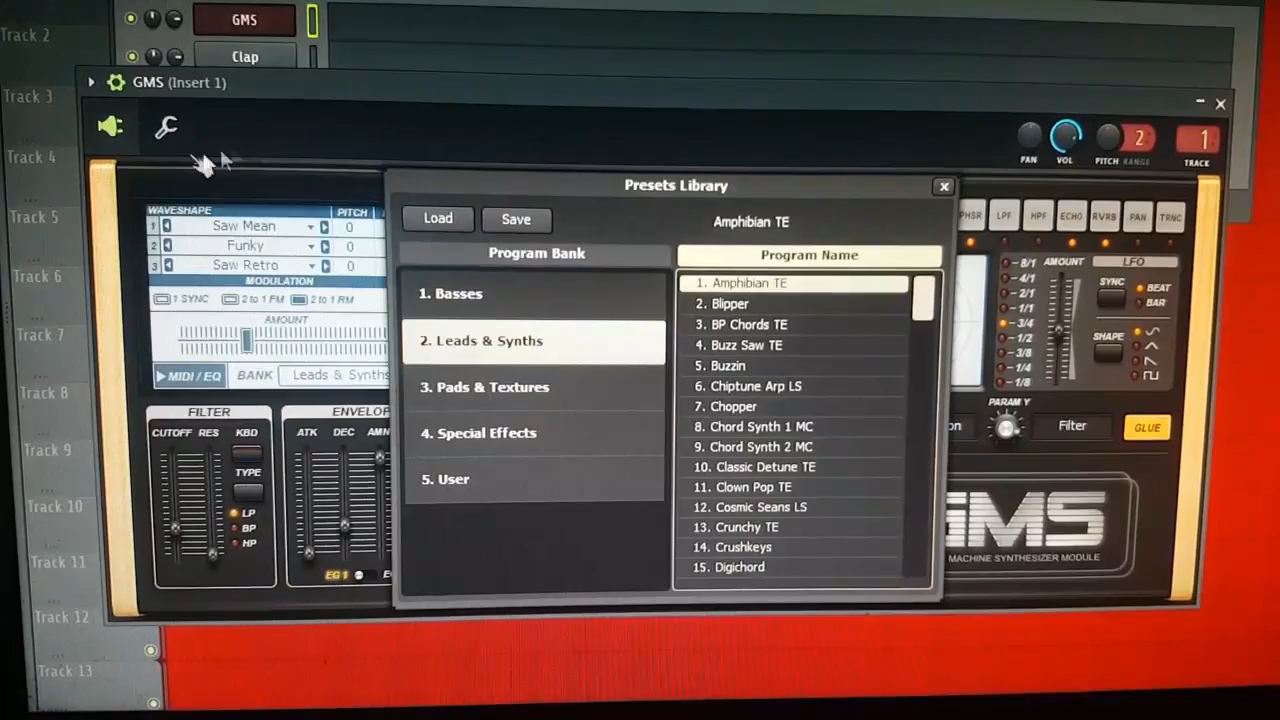 Track 2
GMS
Clap
GMS (Insert 1)
Track 3
PAN
VOL
2
PITCH RANGE
1
TRACK
Track 4
Presets Library
Load
Save
Amphibian TE
Program Bank
Program Name
1. Basses
2. Leads & Synths
3. Pads & Textures
4. Special Effects
5. User
1. Amphibian TE
2. Blipper
3. BP Chords TE
4. Buzz Saw TE
5. Buzzin
6. Chiptune Arp LS
7. Chopper
8. Chord Synth 1 MC
9. Chord Synth 2 MC
10. Classic Detune TE
11. Clown Pop TE
12. Cosmic Seans LS
13. Crunchy TE
14. Crushkeys
15. Digichord
WAVESHAPE
PITCH
1 Saw Mean 0
2 Funky 0
3 Saw Retro 0
MODULATION
1 SYNC 2 to 1 FM 2 to 1 RM
AMOUNT
MIDI / EQ BANK Leads & Synths
FILTER
CUTOFF RES KBD
TYPE
LP
BP
HP
ATK DEC
EG 1
PHSR LPF HPF ECHO RVRB PAN TRNC
8/1
4/1
2/1
1/1
3/4
1/2
3/8
1/4
1/8
AMOUNT
LFO
SYNC
BEAT
BAR
SHAPE
PARAM Y
Filter
GLUE
GMS
MACHINE SYNTHESIZER MODULE
Track 5
Track 6
Track 7
Track 8
Track 9
Track 10
Track 11
Track 12
Track 13